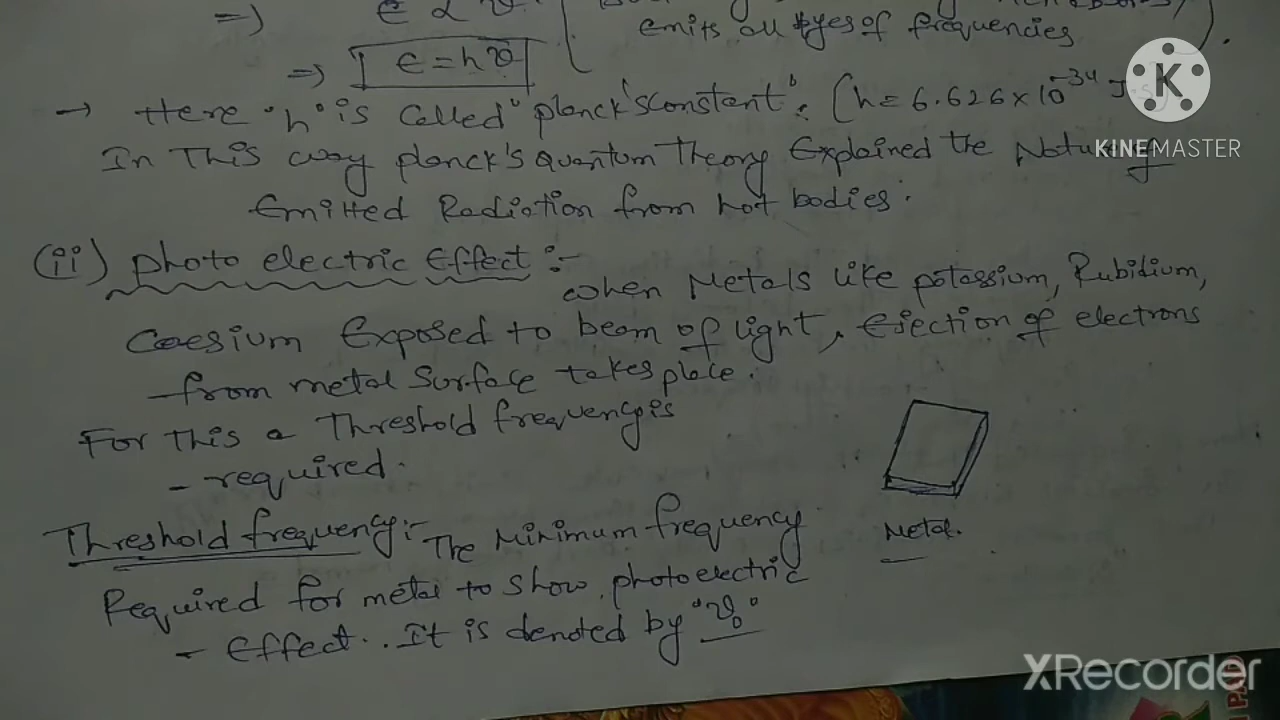 => E α ν
emits all types of frequencies
=> E = hν
→ Here "h" is called "planck's constant". (h = 6.626 × 10⁻³⁴ J.s)
KINEMASTER
In This way planck's quantum Theory Explained the Nature of
Emitted Radiation from hot bodies.
(ii) photo electric Effect :-
when Metals like potassium, Rubidium,
Caesium Exposed to beam of light, Ejection of electrons
from metal surface takes place.
For This a Threshold frequency is
- required.
Threshold frequency:- The Minimum frequency
Required for metal to show photoelectric
- Effect. It is denoted by "ν₀"
Metal.
XRecorder